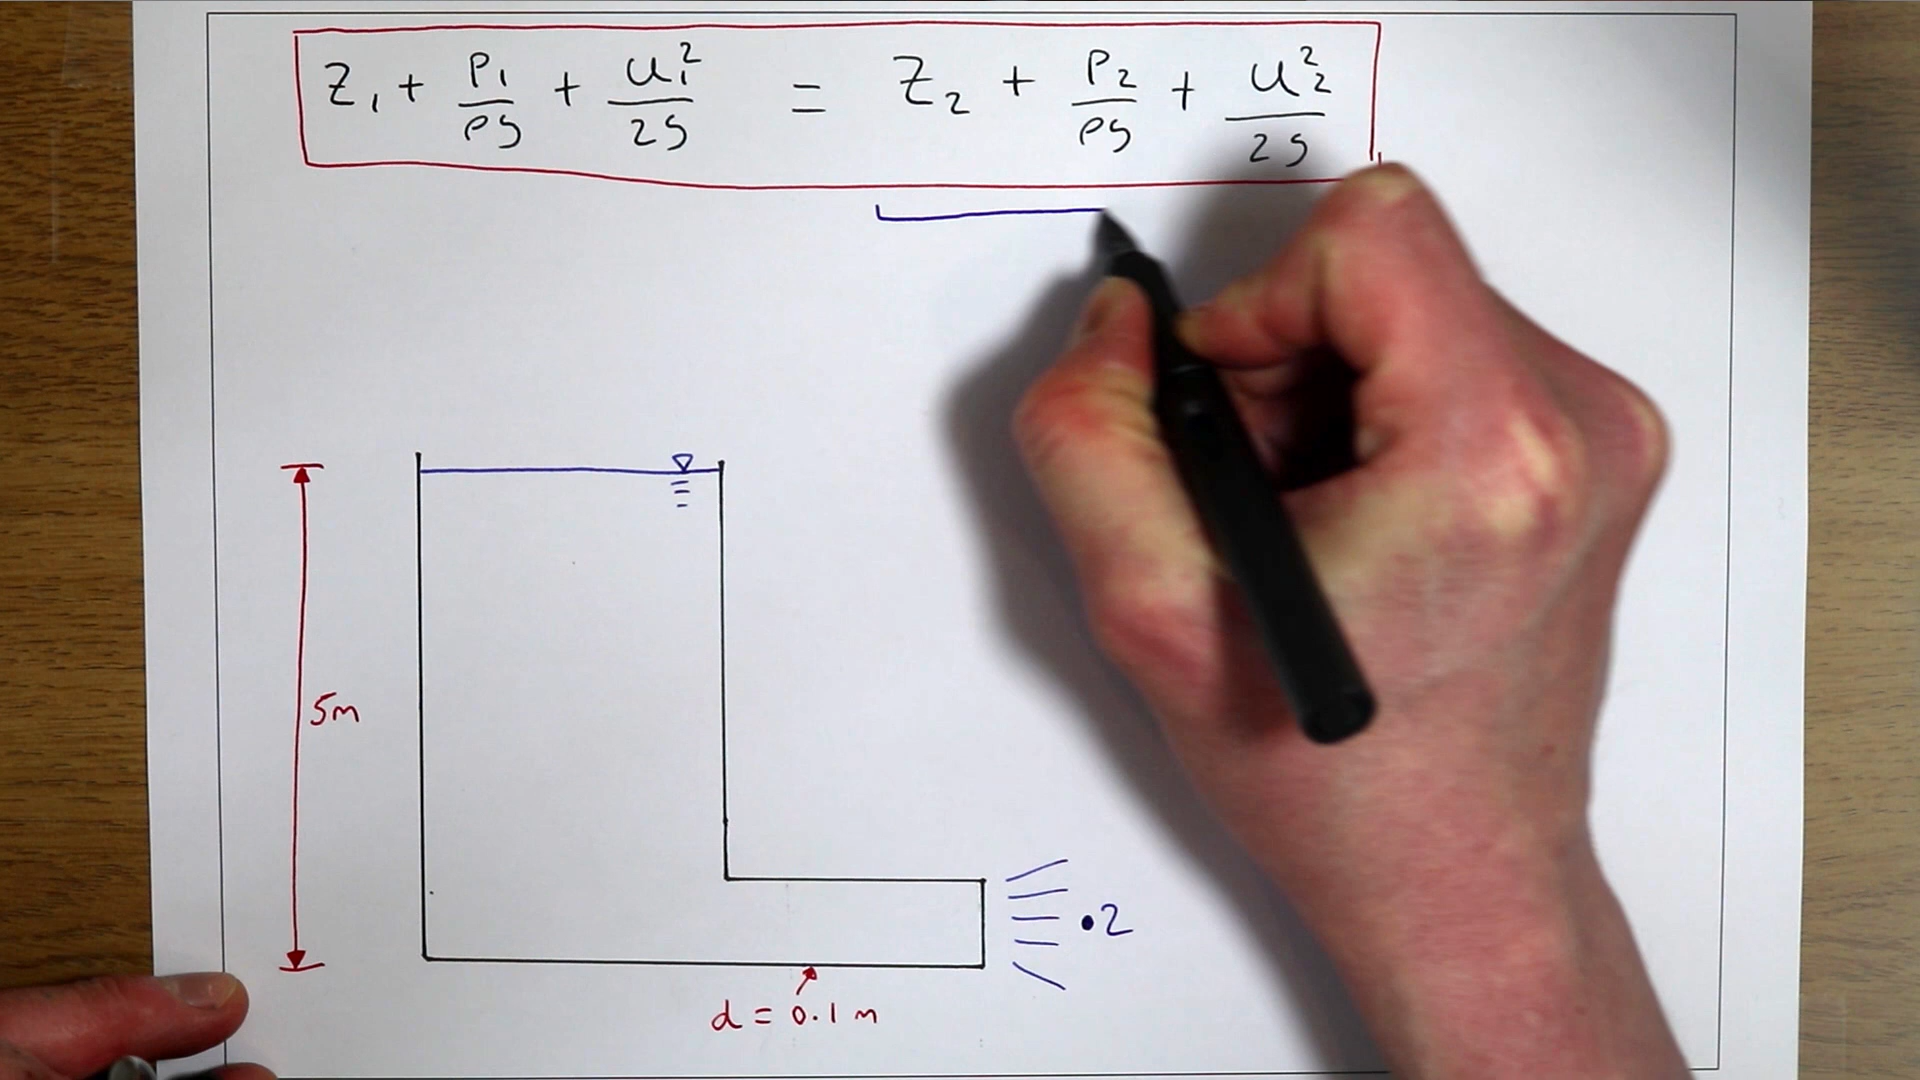 Z₁ + P₁/ρg + u₁²/2g = Z₂ + P₂/ρg + u₂²/2g
5m
•2
d = 0.1 m